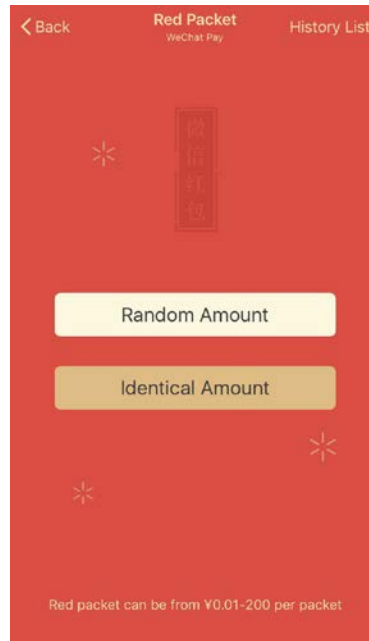 Back
Red Packet
History List
WeChat Pay
微信红包
Random Amount
Identical Amount
Red packet can be from ¥0.01-200 per packet